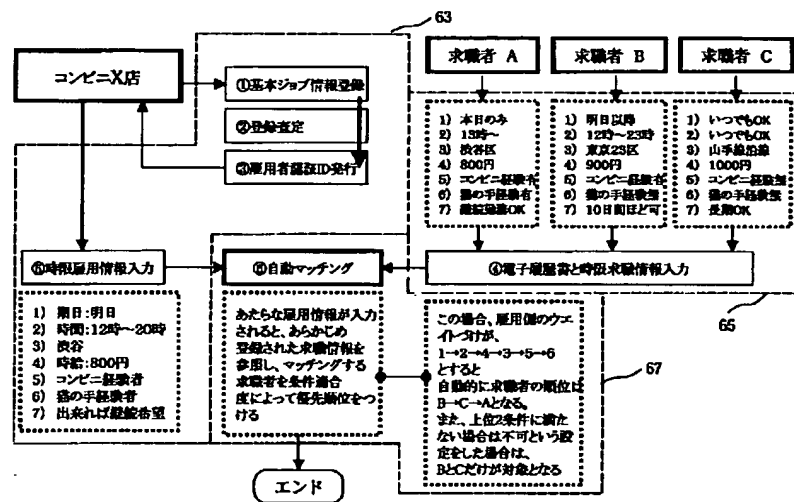 63
コンビニX店
①基本ジョブ情報登録
②登録査定
③雇用者認証ID発行
求職者 A
求職者 B
求職者 C
1) 本日のみ
2) 13時～
3) 渋谷区
4) 800円
5) コンビニ経験有
6) 猫の手経験有
7) 継続勤務OK
1) 明日以降
2) 12時～23時
3) 東京23区
4) 900円
5) コンビニ経験有
6) 猫の手経験無
7) 10日間ほど可
1) いつでもOK
2) いつでもOK
3) 山手線沿線
4) 1000円
5) コンビニ経験無
6) 猫の手経験無
7) 長期OK
⑤時限雇用情報入力
⑥自動マッチング
④電子履歴書と時限求職情報入力
65
1) 期日:明日
2) 時間:12時～20時
3) 渋谷
4) 時給:800円
5) コンビニ経験者
6) 猫の手経験者
7) 出来れば継続希望
あたらな雇用情報が入力
されると、あらかじめ
登録された求職情報を
参照し、マッチングする
求職者を条件適合
度によって優先順位をつ
ける
この場合、雇用側のウエ
イトづけが、
1→2→4→3→5→6
とすると
自動的に求職者の順位は
B→C→Aとなる。
また、上位2条件に満た
ない場合は不可という設
定をした場合は、
BとCだけが対象となる
67
エンド